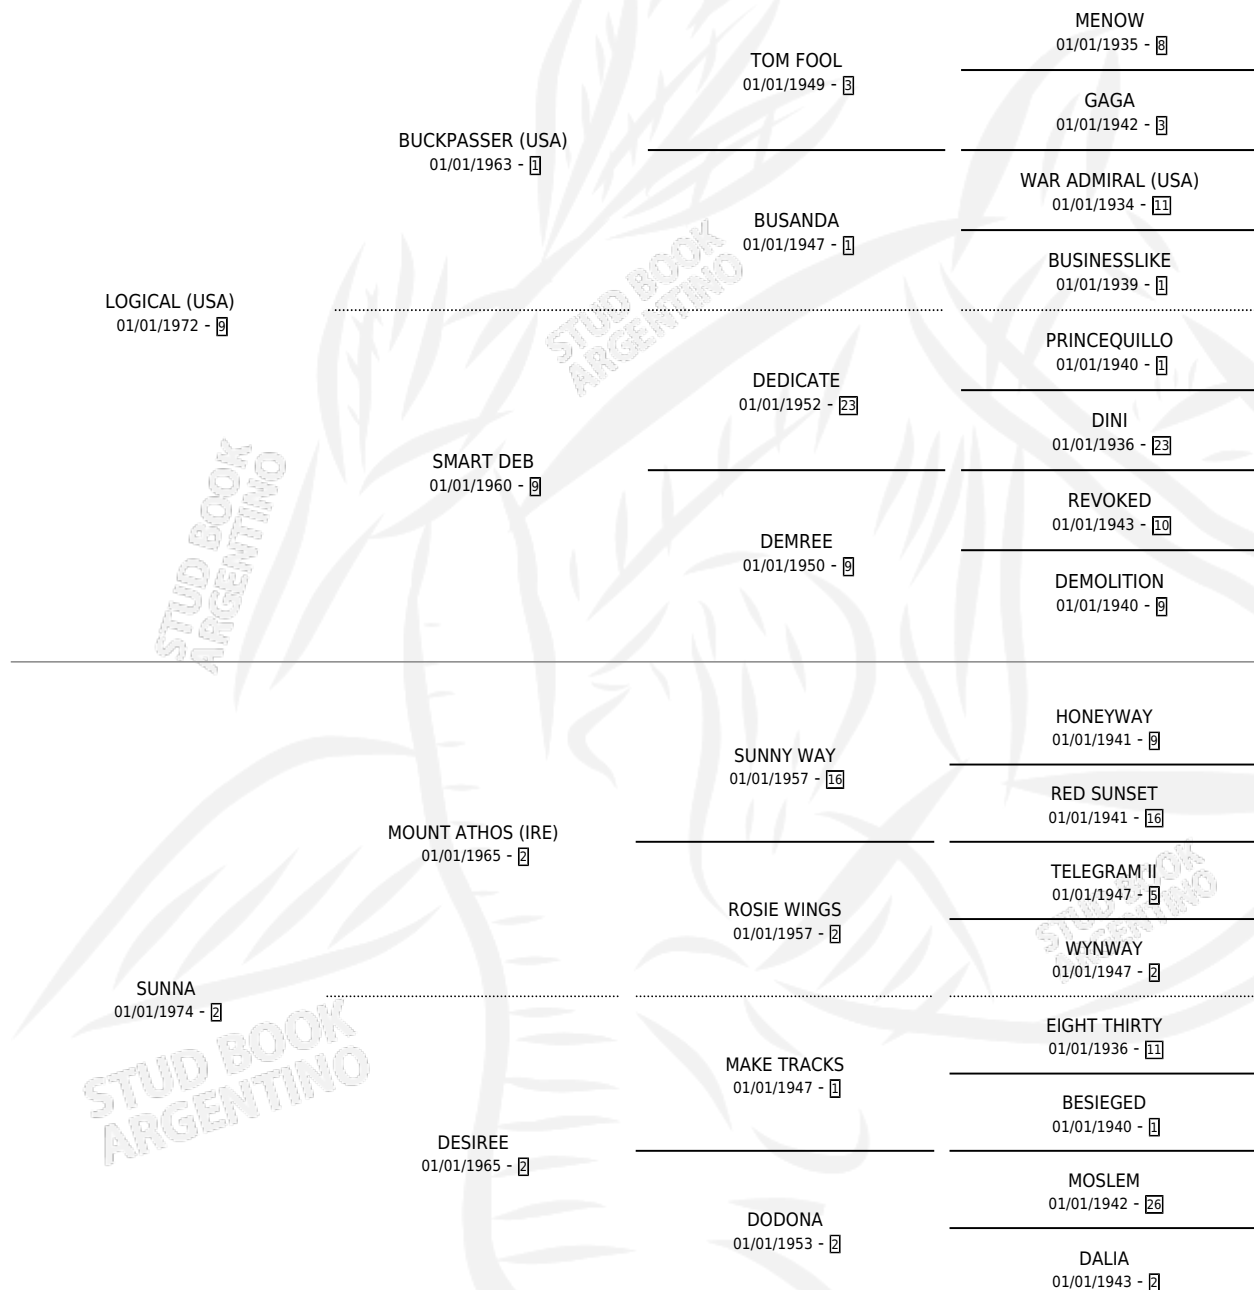 MENOW
01/01/1935 - 8
TOM FOOL
01/01/1949 - 3
GAGA
01/01/1942 - 3
BUCKPASSER (USA)
01/01/1963 - 1
WAR ADMIRAL (USA)
01/01/1934 - 11
BUSANDA
01/01/1947 - 1
BUSINESSLIKE
01/01/1939 - 1
LOGICAL (USA)
01/01/1972 - 9
PRINCEQUILLO
01/01/1940 - 1
DEDICATE
01/01/1952 - 23
DINI
01/01/1936 - 23
SMART DEB
01/01/1960 - 9
REVOKED
01/01/1943 - 10
DEMREE
01/01/1950 - 9
DEMOLITION
01/01/1940 - 9
HONEYWAY
01/01/1941 - 9
SUNNY WAY
01/01/1957 - 16
RED SUNSET
01/01/1941 - 16
MOUNT ATHOS (IRE)
01/01/1965 - 2
TELEGRAM II
01/01/1947 - 5
ROSIE WINGS
01/01/1957 - 2
WYNWAY
01/01/1947 - 2
SUNNA
01/01/1974 - 2
EIGHT THIRTY
01/01/1936 - 11
MAKE TRACKS
01/01/1947 - 1
BESIEGED
01/01/1940 - 1
DESIREE
01/01/1965 - 2
MOSLEM
01/01/1942 - 26
DODONA
01/01/1953 - 2
DALIA
01/01/1943 - 2
STUD BOOK
ARGENTINO
STUD BOOK
ARGENTINO
STUD BOOK
ARGENTINO
STUD BOOK
ARGENTINO